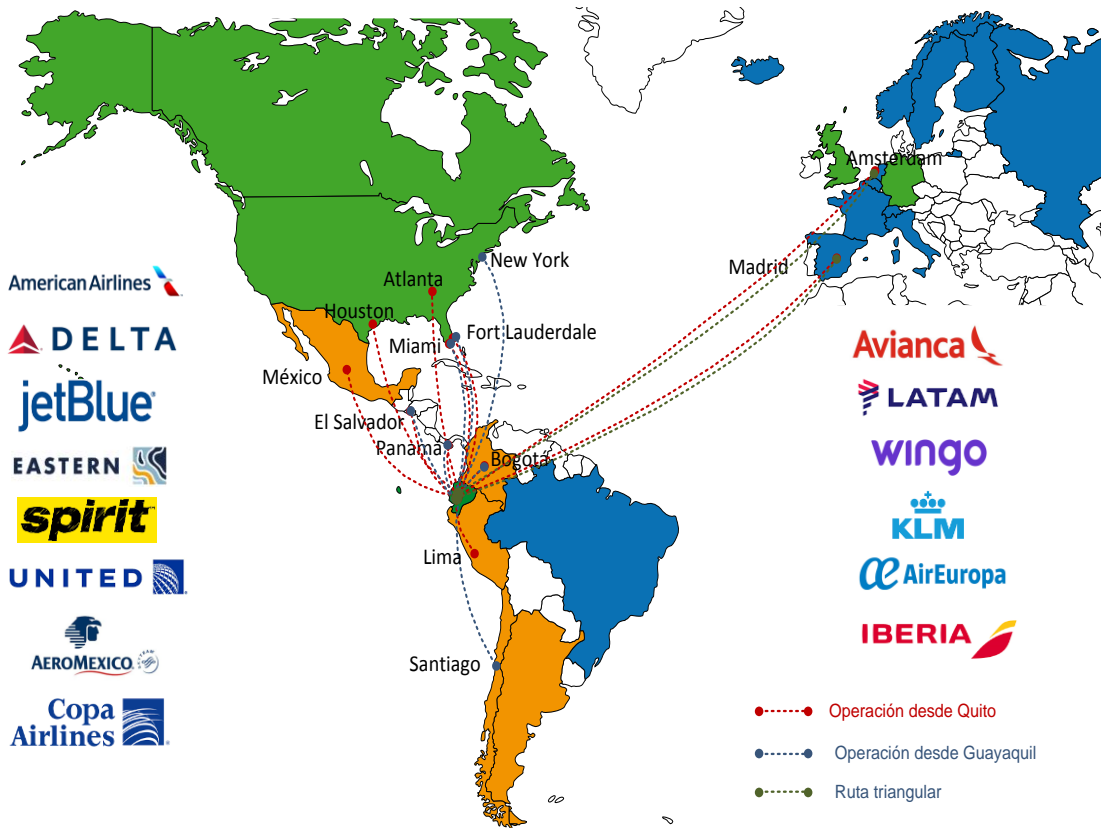 Amsterdam
New York
Madrid
Atlanta
Houston
Fort Lauderdale
Miami
México
El Salvador
Panamá
Bogotá
Lima
Santiago
American Airlines
DELTA
jetBlue
EASTERN
spirit
UNITED
AEROMEXICO
Copa
Airlines
Avianca
LATAM
wingo
KLM
AirEuropa
IBERIA
Operación desde Quito
Operación desde Guayaquil
Ruta triangular